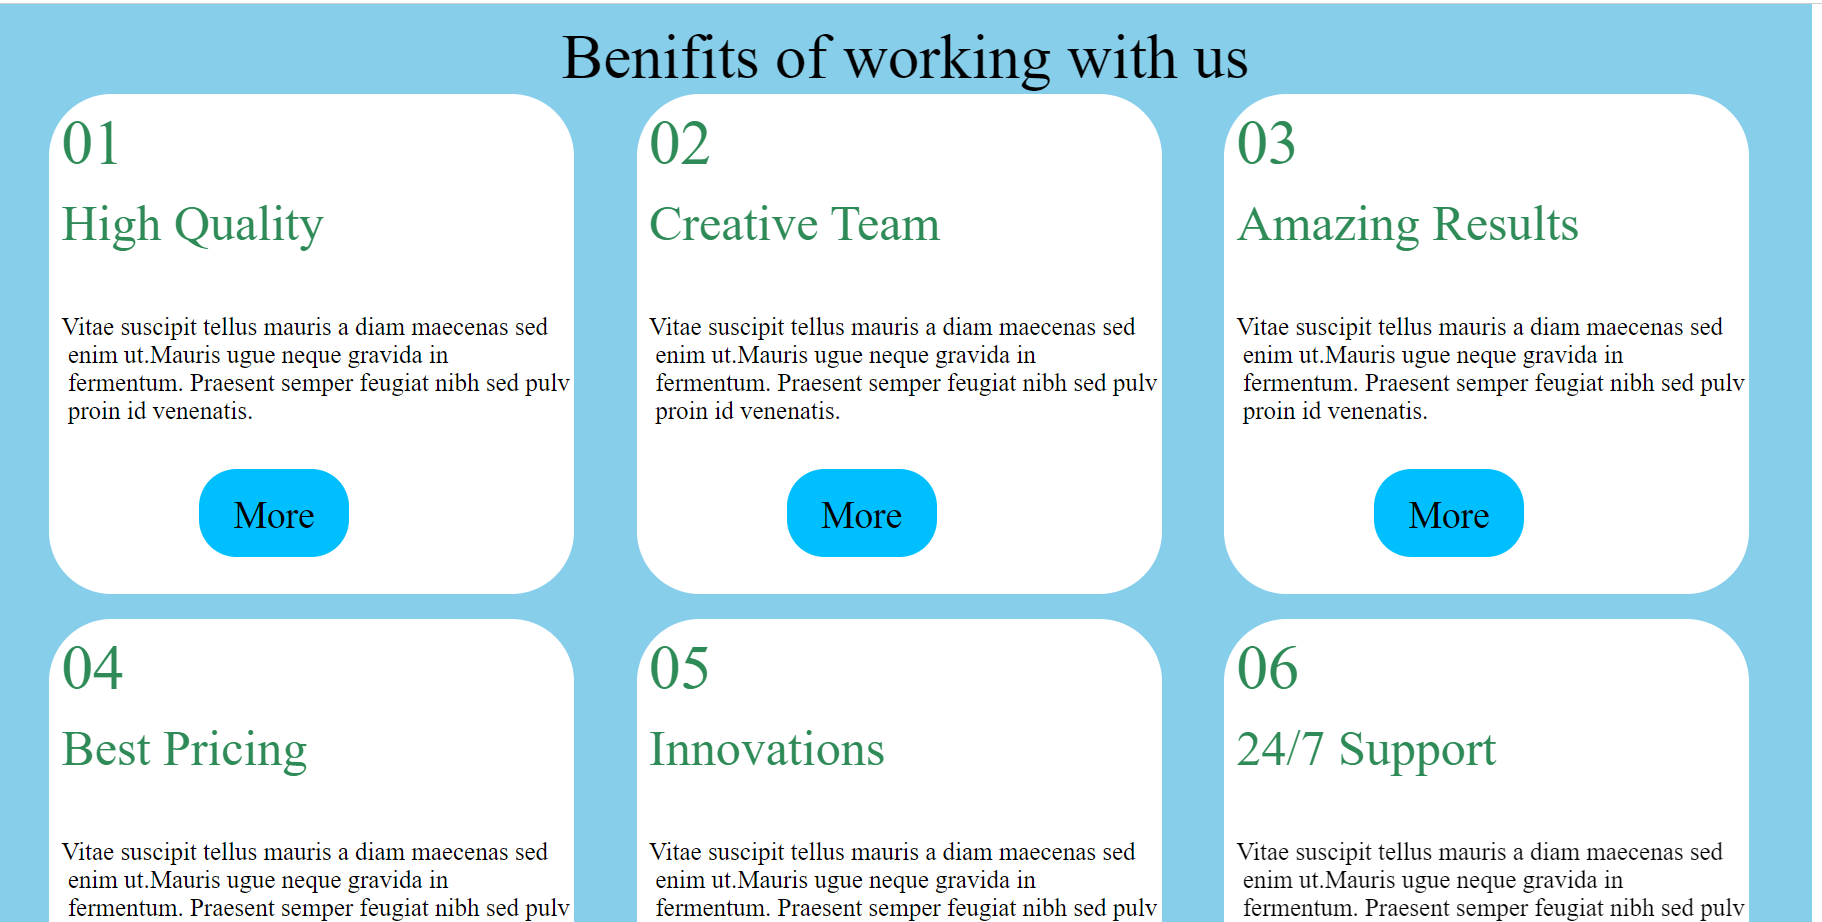 Benifits of working with us
01
High Quality
Vitae suscipit tellus mauris a diam maecenas sed
enim ut.Mauris ugue neque gravida in
fermentum. Praesent semper feugiat nibh sed pulv
proin id venenatis.
More
02
Creative Team
Vitae suscipit tellus mauris a diam maecenas sed
enim ut.Mauris ugue neque gravida in
fermentum. Praesent semper feugiat nibh sed pulv
proin id venenatis.
More
03
Amazing Results
Vitae suscipit tellus mauris a diam maecenas sed
enim ut.Mauris ugue neque gravida in
fermentum. Praesent semper feugiat nibh sed pulv
proin id venenatis.
More
04
Best Pricing
Vitae suscipit tellus mauris a diam maecenas sed
enim ut.Mauris ugue neque gravida in
fermentum. Praesent semper feugiat nibh sed pulv
05
Innovations
Vitae suscipit tellus mauris a diam maecenas sed
enim ut.Mauris ugue neque gravida in
fermentum. Praesent semper feugiat nibh sed pulv
06
24/7 Support
Vitae suscipit tellus mauris a diam maecenas sed
enim ut.Mauris ugue neque gravida in
fermentum. Praesent semper feugiat nibh sed pulv